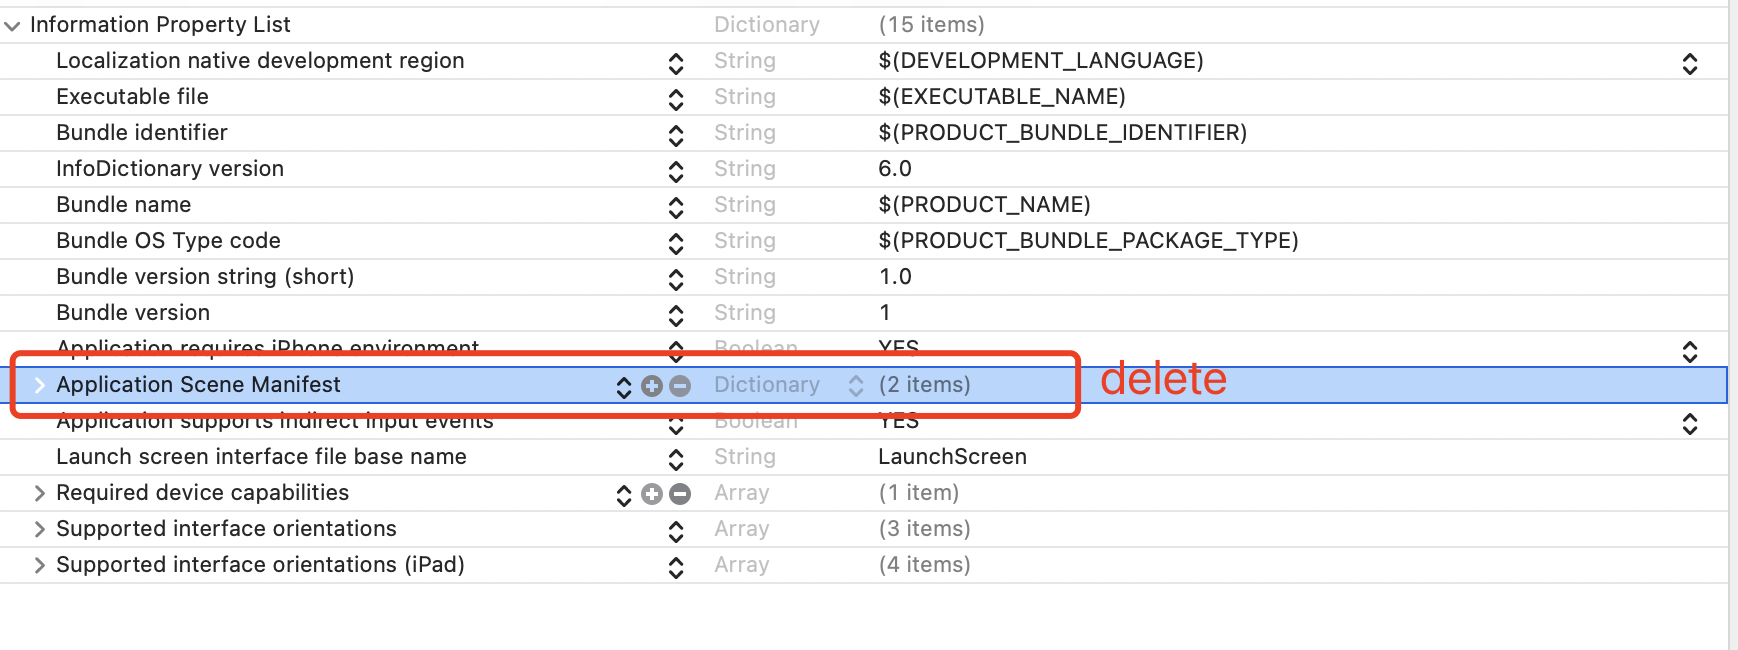 Information Property List Dictionary (15 items)
Localization native development region String $(DEVELOPMENT_LANGUAGE)
Executable file String $(EXECUTABLE_NAME)
Bundle identifier String $(PRODUCT_BUNDLE_IDENTIFIER)
InfoDictionary version String 6.0
Bundle name String $(PRODUCT_NAME)
Bundle OS Type code String $(PRODUCT_BUNDLE_PACKAGE_TYPE)
Bundle version string (short) String 1.0
Bundle version String 1
Application requires iPhone environment Boolean YES
Application Scene Manifest Dictionary (2 items) delete
Application supports indirect input events Boolean YES
Launch screen interface file base name String LaunchScreen
Required device capabilities Array (1 item)
Supported interface orientations Array (3 items)
Supported interface orientations (iPad) Array (4 items)